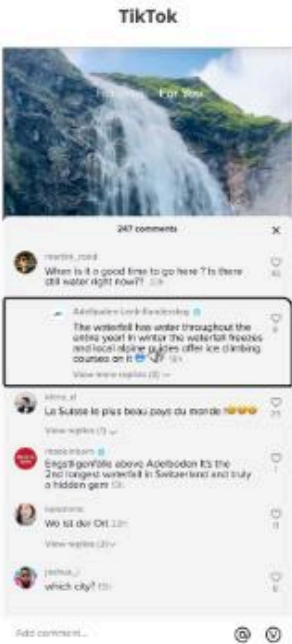 TikTok
For You
247 comments
When is it a good time to go here ? Is there
still water right now??
Adelboden-Lenk-Kandersteg
The waterfall has water throughout the
entire year! In winter the waterfall freezes
and local alpine guides offer ice climbing
courses on it
View more replies (3)
La Suisse le plus beau pays du monde
View replies (1)
Engstligenfälle above Adelboden It's the
2nd longest waterfall in Switzerland and truly
a hidden gem
Wo ist der Ort
View replies (2)
joshua_j
which city?
Add comment...